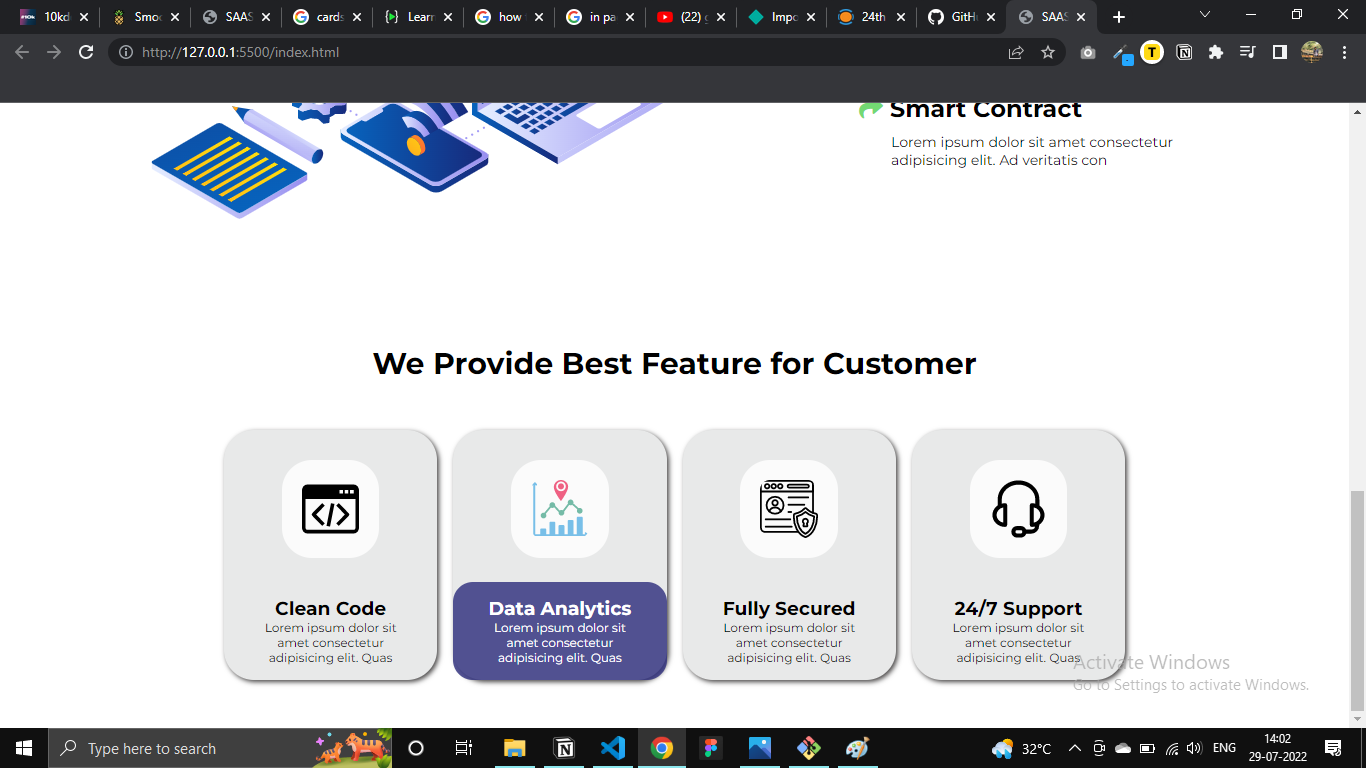 10kd
Smoo
SAAS
cards
Learn
how
in pa
(22)
Impo
24th
GitHu
SAAS
http://127.0.0.1:5500/index.html
Smart Contract
Lorem ipsum dolor sit amet consectetur
adipisicing elit. Ad veritatis con
We Provide Best Feature for Customer
Clean Code
Lorem ipsum dolor sit
amet consectetur
adipisicing elit. Quas
Data Analytics
Lorem ipsum dolor sit
amet consectetur
adipisicing elit. Quas
Fully Secured
Lorem ipsum dolor sit
amet consectetur
adipisicing elit. Quas
24/7 Support
Lorem ipsum dolor sit
amet consectetur
adipisicing elit. Quas
Activate Windows
Go to Settings to activate Windows.
Type here to search
32°C
ENG
14:02
29-07-2022